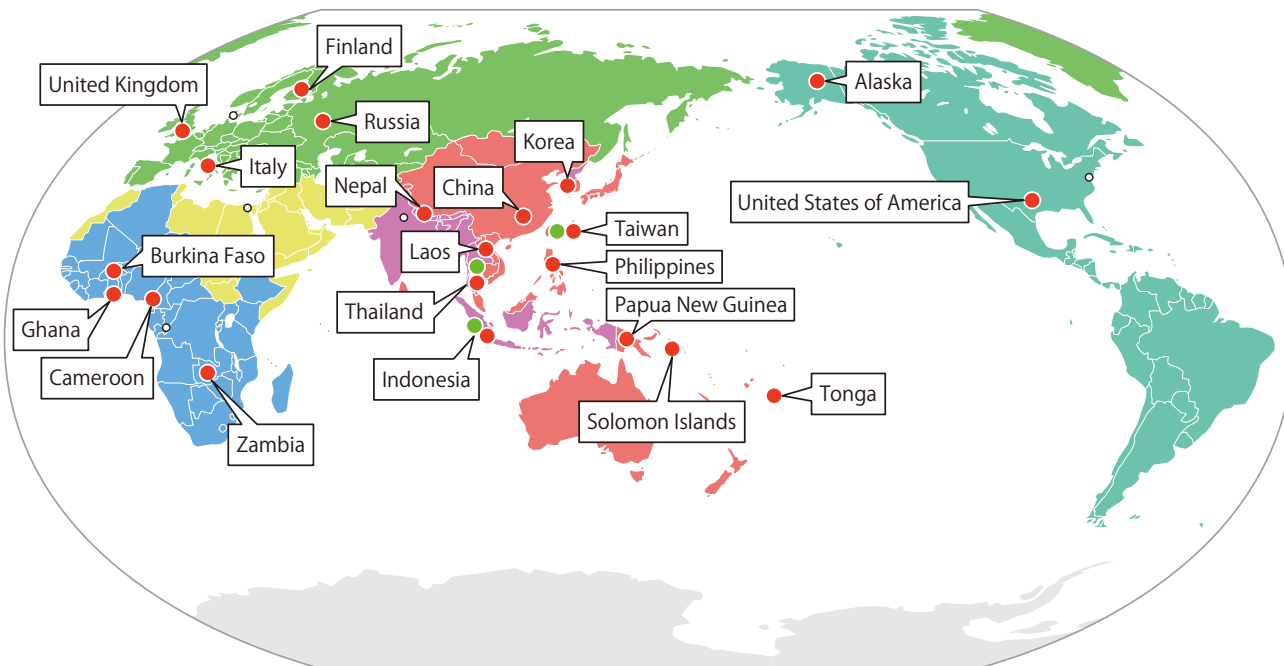 Finland
United Kingdom
Alaska
Russia
Korea
Italy
Nepal
China
United States of America
Taiwan
Burkina Faso
Laos
Philippines
Thailand
Papua New Guinea
Ghana
Cameroon
Indonesia
Tonga
Solomon Islands
Zambia